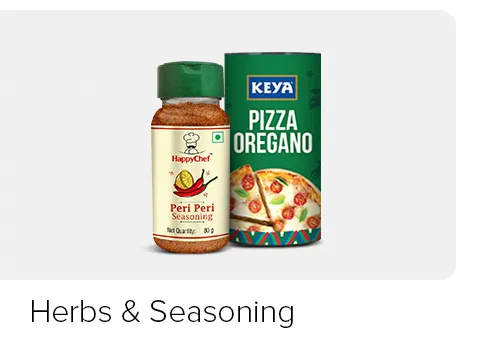 KEYA
PIZZA
OREGANO
HappyChef
Peri Peri
Seasoning
Net Quantity: 80 g
Herbs & Seasoning